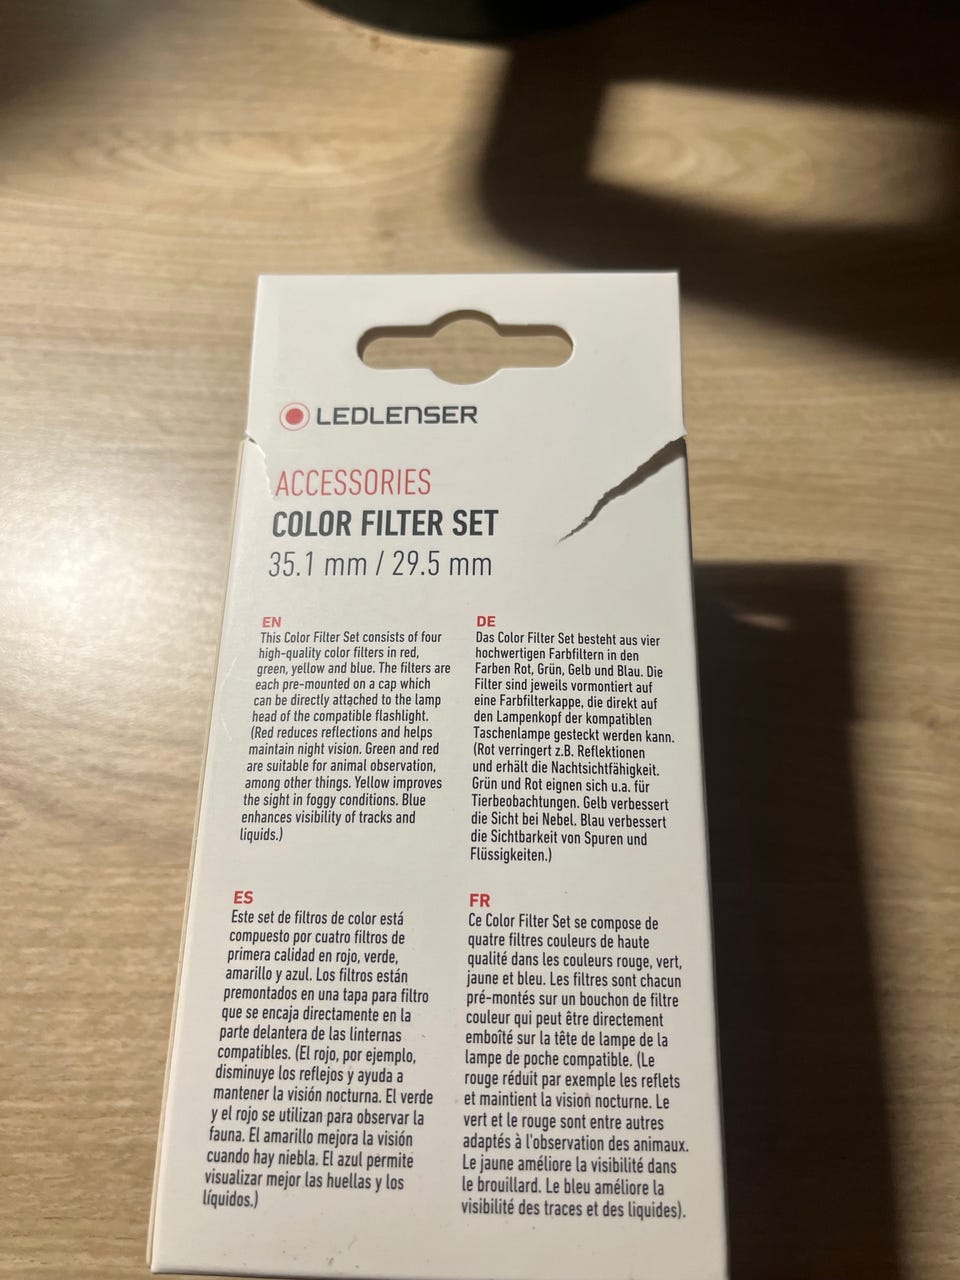 LEDLENSER
ACCESSORIES
COLOR FILTER SET
35.1 mm / 29.5 mm
EN
This Color Filter Set consists of four
high-quality color filters in red,
green, yellow and blue. The filters are
each pre-mounted on a cap which
can be directly attached to the lamp
head of the compatible flashlight.
(Red reduces reflections and helps
maintain night vision. Green and red
are suitable for animal observation,
among other things. Yellow improves
the sight in foggy conditions. Blue
enhances visibility of tracks and
liquids.)
DE
Das Color Filter Set besteht aus vier
hochwertigen Farbfiltern in den
Farben Rot, Grün, Gelb und Blau. Die
Filter sind jeweils vormontiert auf
eine Farbfilterkappe, die direkt auf
den Lampenkopf der kompatiblen
Taschenlampe gesteckt werden kann.
(Rot verringert z.B. Reflektionen
und erhält die Nachtsichtfähigkeit.
Grün und Rot eignen sich u.a. für
Tierbeobachtungen. Gelb verbessert
die Sicht bei Nebel. Blau verbessert
die Sichtbarkeit von Spuren und
Flüssigkeiten.)
ES
Este set de filtros de color está
compuesto por cuatro filtros de
primera calidad en rojo, verde,
amarillo y azul. Los filtros están
premontados en una tapa para filtro
que se encaja directamente en la
parte delantera de las linternas
compatibles. (El rojo, por ejemplo,
disminuye los reflejos y ayuda a
mantener la visión nocturna. El verde
y el rojo se utilizan para observar la
fauna. El amarillo mejora la visión
cuando hay niebla. El azul permite
visualizar mejor las huellas y los
líquidos.)
FR
Ce Color Filter Set se compose de
quatre filtres couleurs de haute
qualité dans les couleurs rouge, vert,
jaune et bleu. Les filtres sont chacun
pré-montés sur un bouchon de filtre
couleur qui peut être directement
emboîté sur la tête de lampe de la
lampe de poche compatible. (Le
rouge réduit par exemple les reflets
et maintient la vision nocturne. Le
vert et le rouge sont entre autres
adaptés à l'observation des animaux.
Le jaune améliore la visibilité dans
le brouillard. Le bleu améliore la
visibilité des traces et des liquides).